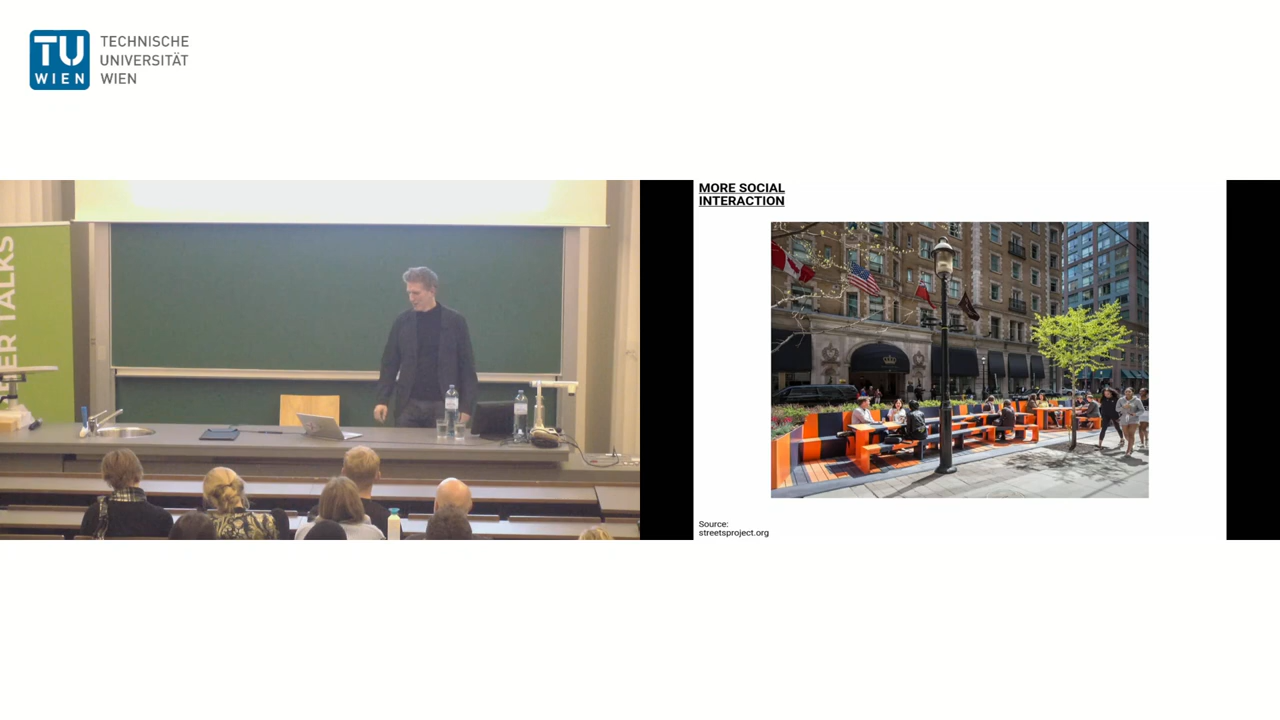 TU
WIEN
TECHNISCHE
UNIVERSITÄT
WIEN
ER TALKS
MORE SOCIAL
INTERACTION
Source:
streetsproject.org